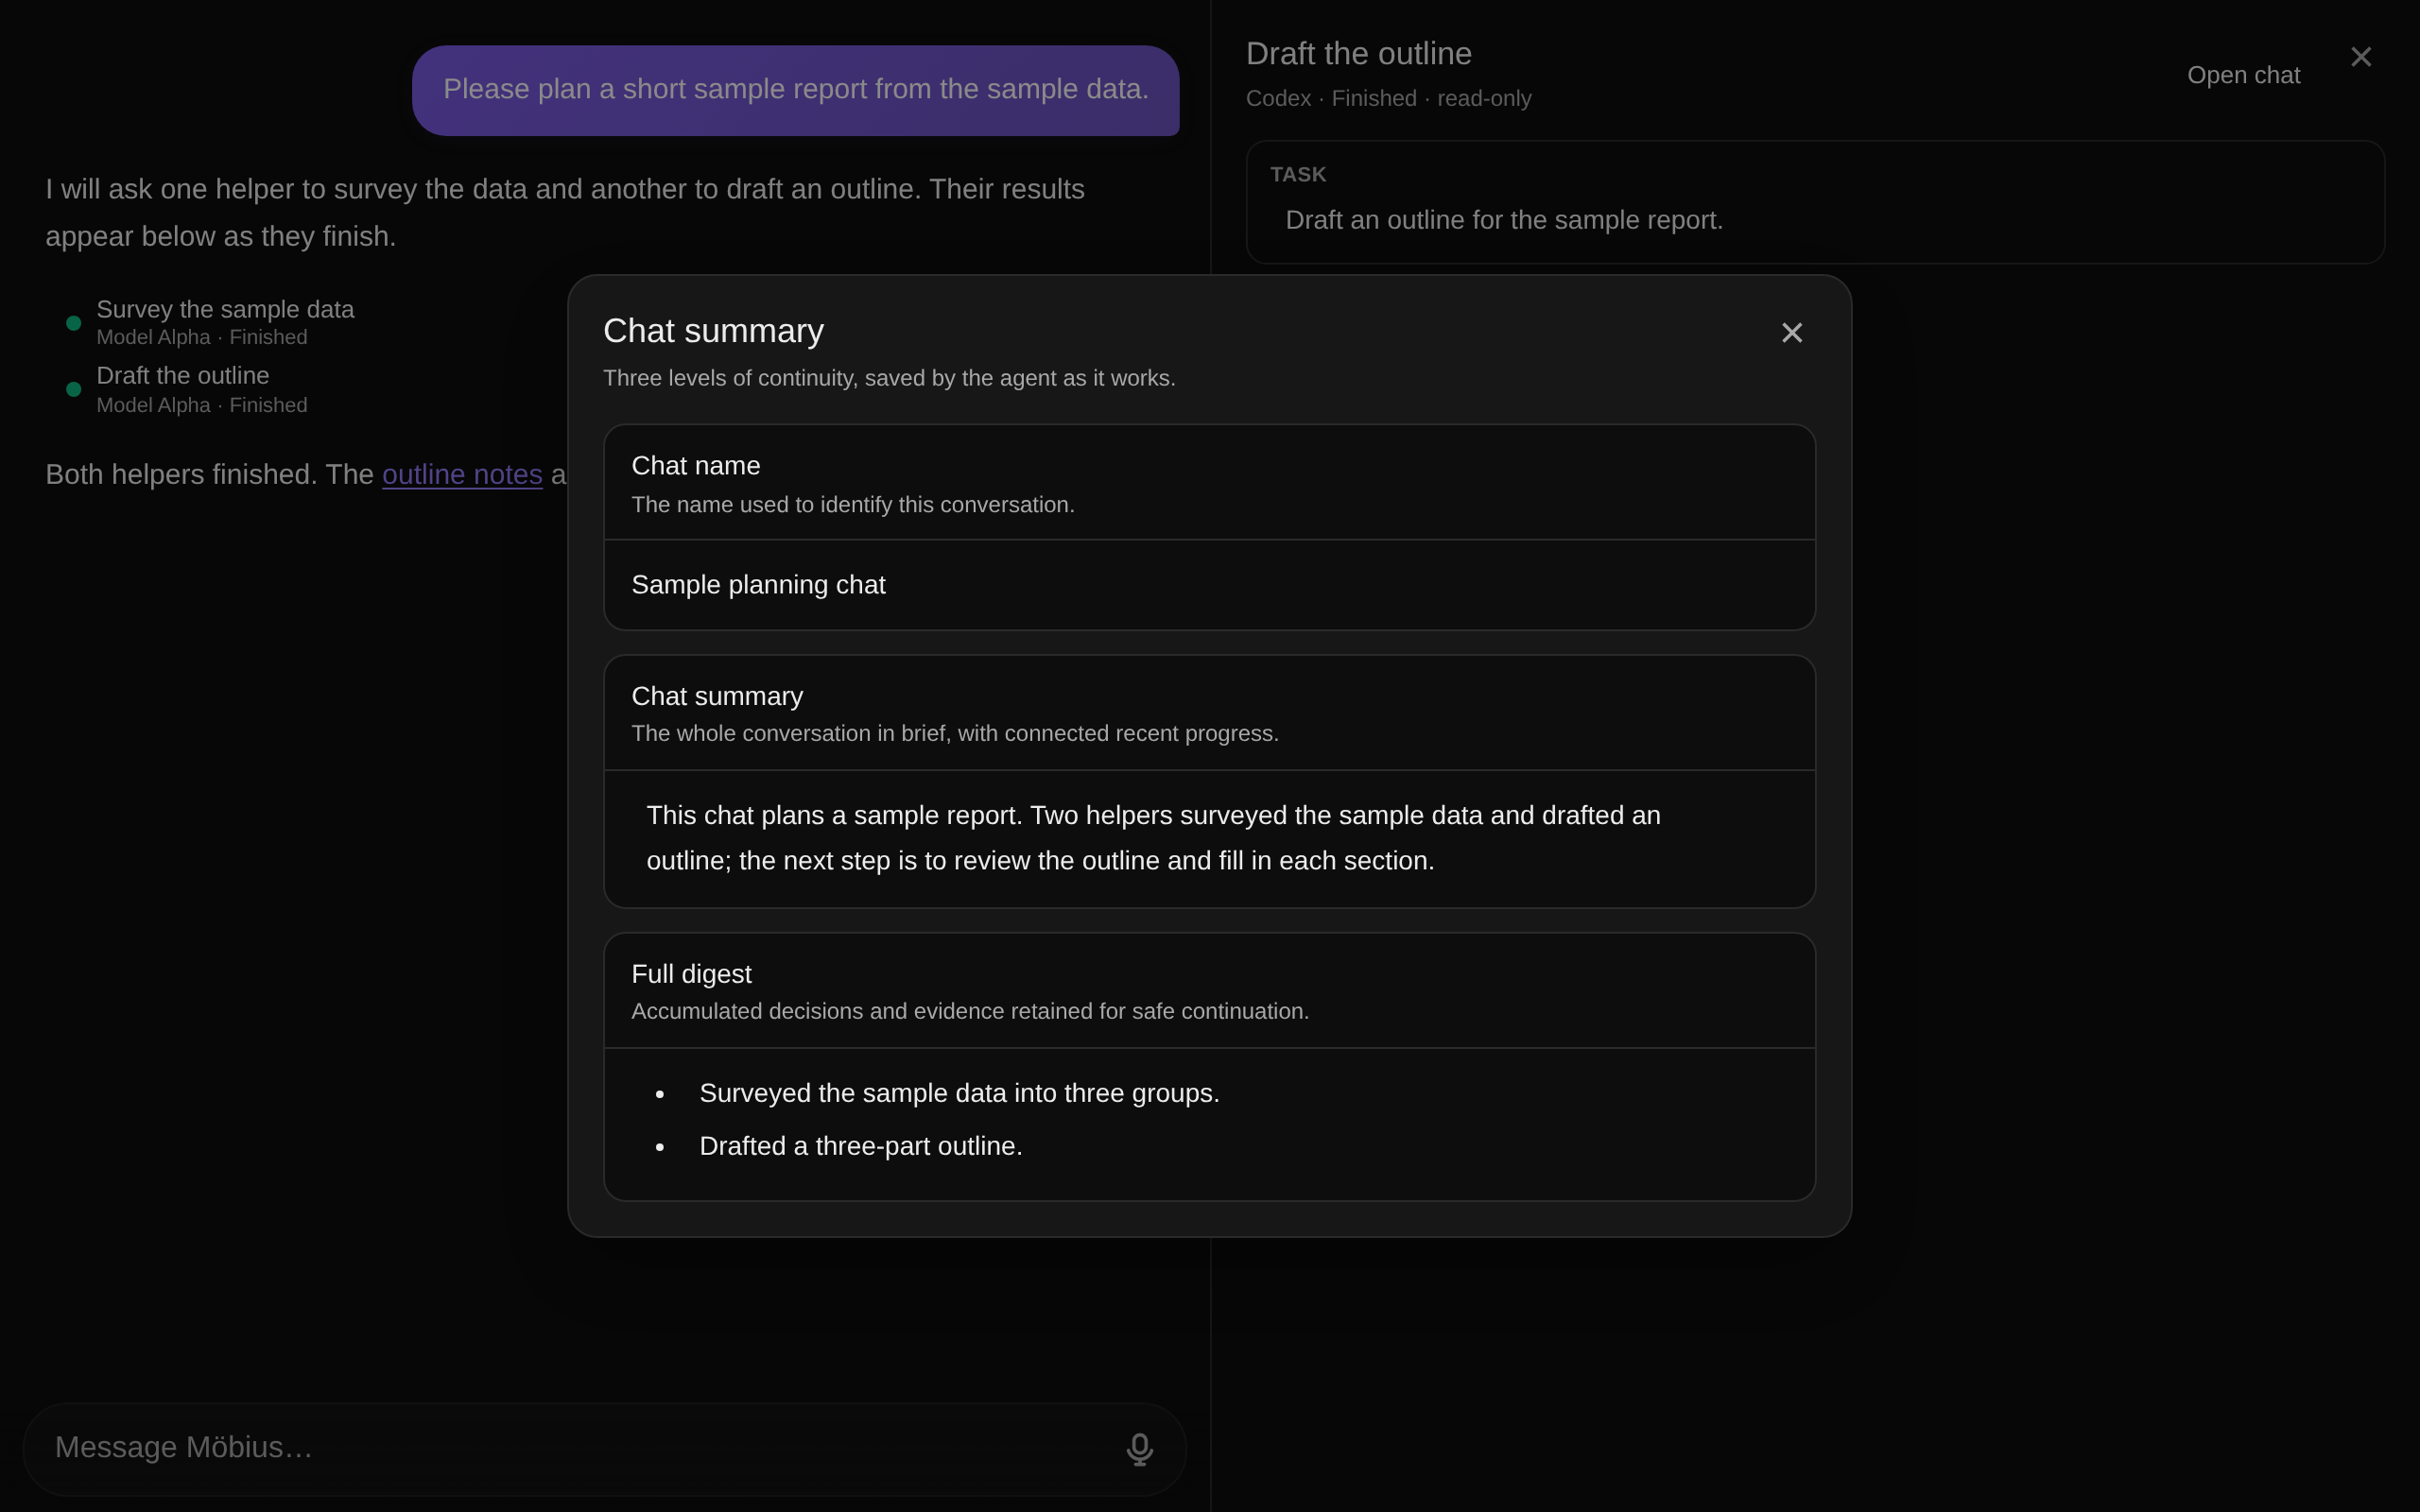 Please plan a short sample report from the sample data.
I will ask one helper to survey the data and another to draft an outline. Their results
appear below as they finish.
Survey the sample data
Model Alpha · Finished
Draft the outline
Model Alpha · Finished
Both helpers finished. The outline notes a
Message Möbius…
Draft the outline
Codex · Finished · read-only
Open chat
TASK
Draft an outline for the sample report.
Chat summary
Three levels of continuity, saved by the agent as it works.
Chat name
The name used to identify this conversation.
Sample planning chat
Chat summary
The whole conversation in brief, with connected recent progress.
This chat plans a sample report. Two helpers surveyed the sample data and drafted an
outline; the next step is to review the outline and fill in each section.
Full digest
Accumulated decisions and evidence retained for safe continuation.
• Surveyed the sample data into three groups.
• Drafted a three-part outline.